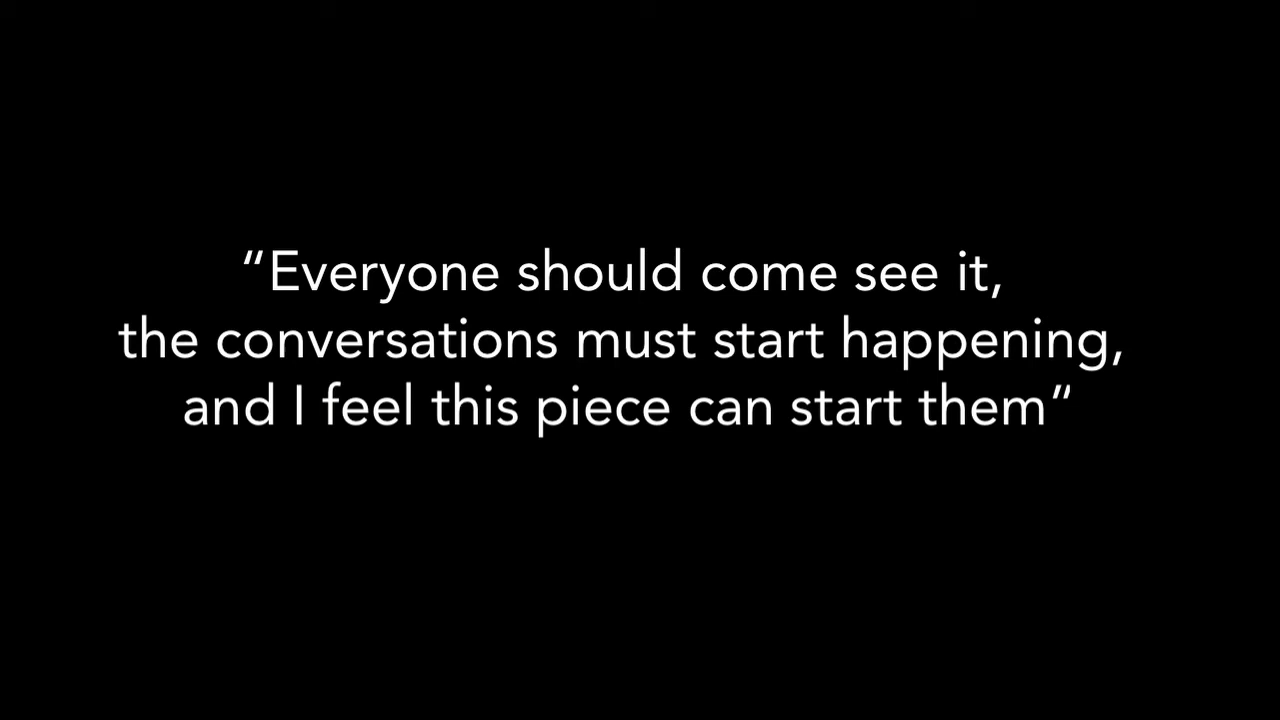 “Everyone should come see it,
the conversations must start happening,
and I feel this piece can start them”